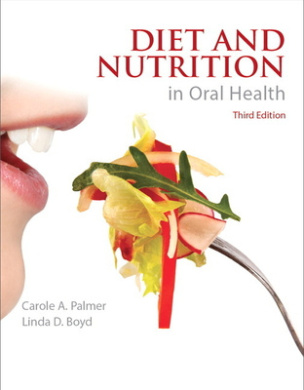 DIET AND
NUTRITION
in Oral Health
Third Edition
Carole A. Palmer
Linda D. Boyd